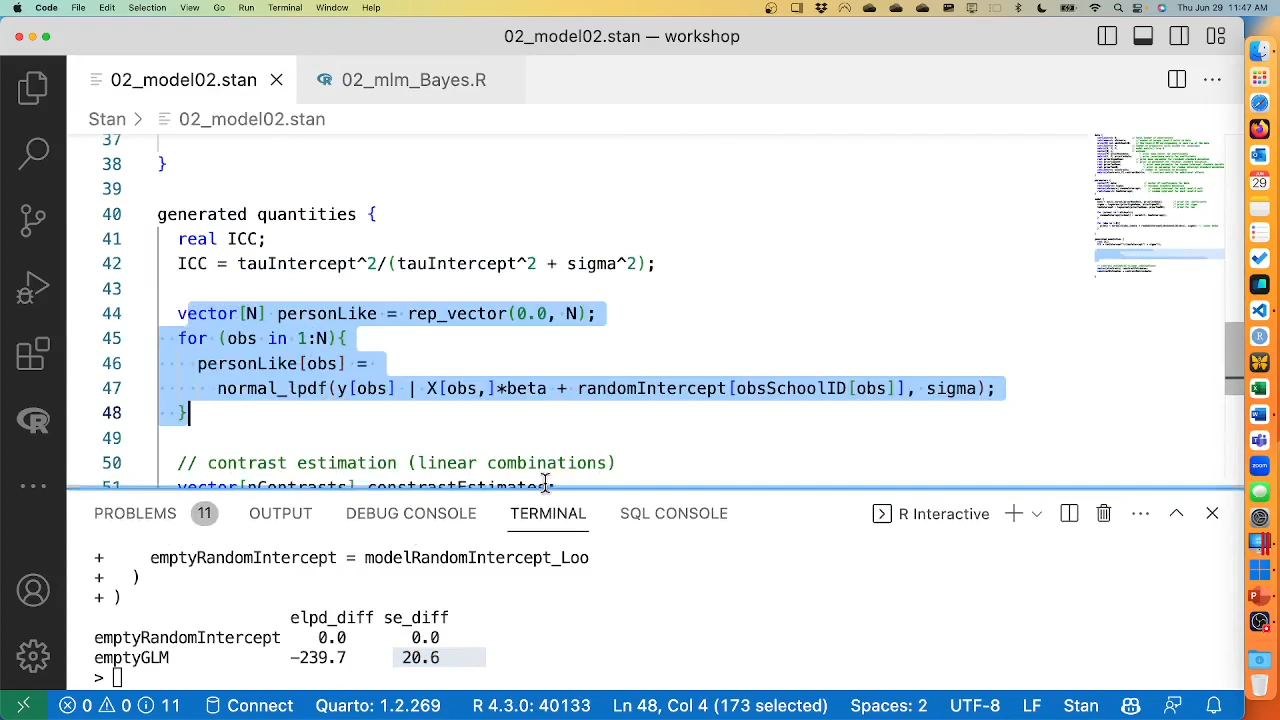 Code File Edit Selection View Go Run Terminal Window Help Thu Jun 29 11:47 AM
02_model02.stan — workshop
02_model02.stan 02_mlm_Bayes.R
Stan > 02_model02.stan
37
38 }
39
40 generated quantities {
41 real ICC;
42 ICC = tauIntercept^2/(tauIntercept^2 + sigma^2);
43
44 vector[N] personLike = rep_vector(0.0, N);
45 for (obs in 1:N){
46 personLike[obs] =
47 normal_lpdf(y[obs] | X[obs,]*beta + randomIntercept[obsSchoolID[obs]], sigma);
48 }
49
50 // contrast estimation (linear combinations)
51 vector[nContrasts] constrastEstimates;
PROBLEMS 11 OUTPUT DEBUG CONSOLE TERMINAL SQL CONSOLE R Interactive
+ emptyRandomIntercept = modelRandomIntercept_Loo
+ )
+ )
elpd_diff se_diff
emptyRandomIntercept 0.0 0.0
emptyGLM -239.7 20.6
>
0 0 11 Connect Quarto: 1.2.269 R 4.3.0: 40133 Ln 48, Col 4 (173 selected) Spaces: 2 UTF-8 LF Stan
29
zoom